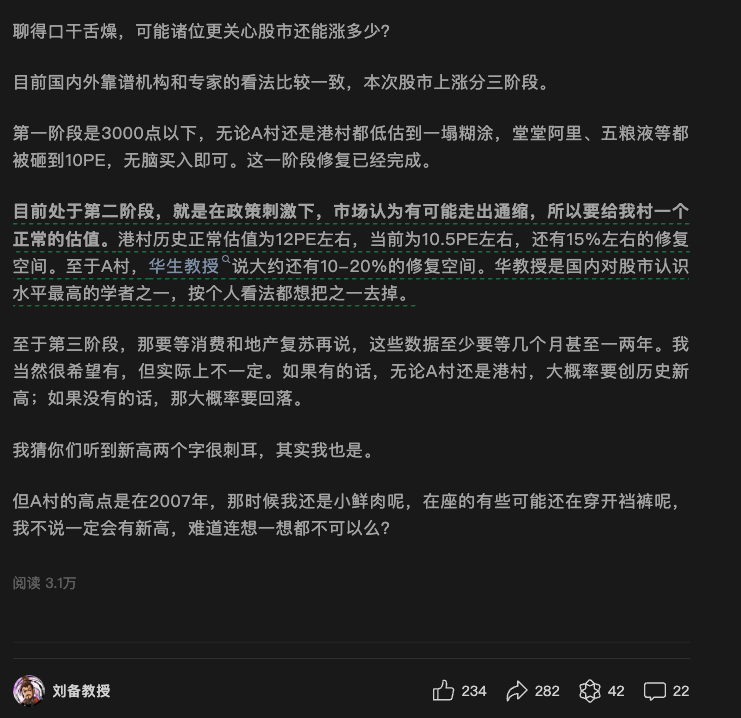 聊得口干舌燥，可能诸位更关心股市还能涨多少？
目前国内外靠谱机构和专家的看法比较一致，本次股市上涨分三阶段。
第一阶段是3000点以下，无论A村还是港村都低估到一塌糊涂，堂堂阿里、五粮液等都
被砸到10PE，无脑买入即可。这一阶段修复已经完成。
目前处于第二阶段，就是在政策刺激下，市场认为有可能走出通缩，所以要给我村一个
正常的估值。港村历史正常估值为12PE左右，当前为10.5PE左右，还有15%左右的修复
空间。至于A村，华生教授说大约还有10-20%的修复空间。华教授是国内对股市认识
水平最高的学者之一，按个人看法都想把之一去掉。
至于第三阶段，那要等消费和地产复苏再说，这些数据至少要等几个月甚至一两年。我
当然很希望有，但实际上不一定。如果有的话，无论A村还是港村，大概率要创历史新
高；如果没有的话，那大概率要回落。
我猜你们听到新高两个字很刺耳，其实我也是。
但A村的高点是在2007年，那时候我还是小鲜肉呢，在座的有些可能还在穿开裆裤呢，
我不说一定会有新高，难道连想一想都不可以么？
阅读 3.1万
刘备教授 234 282 42 22